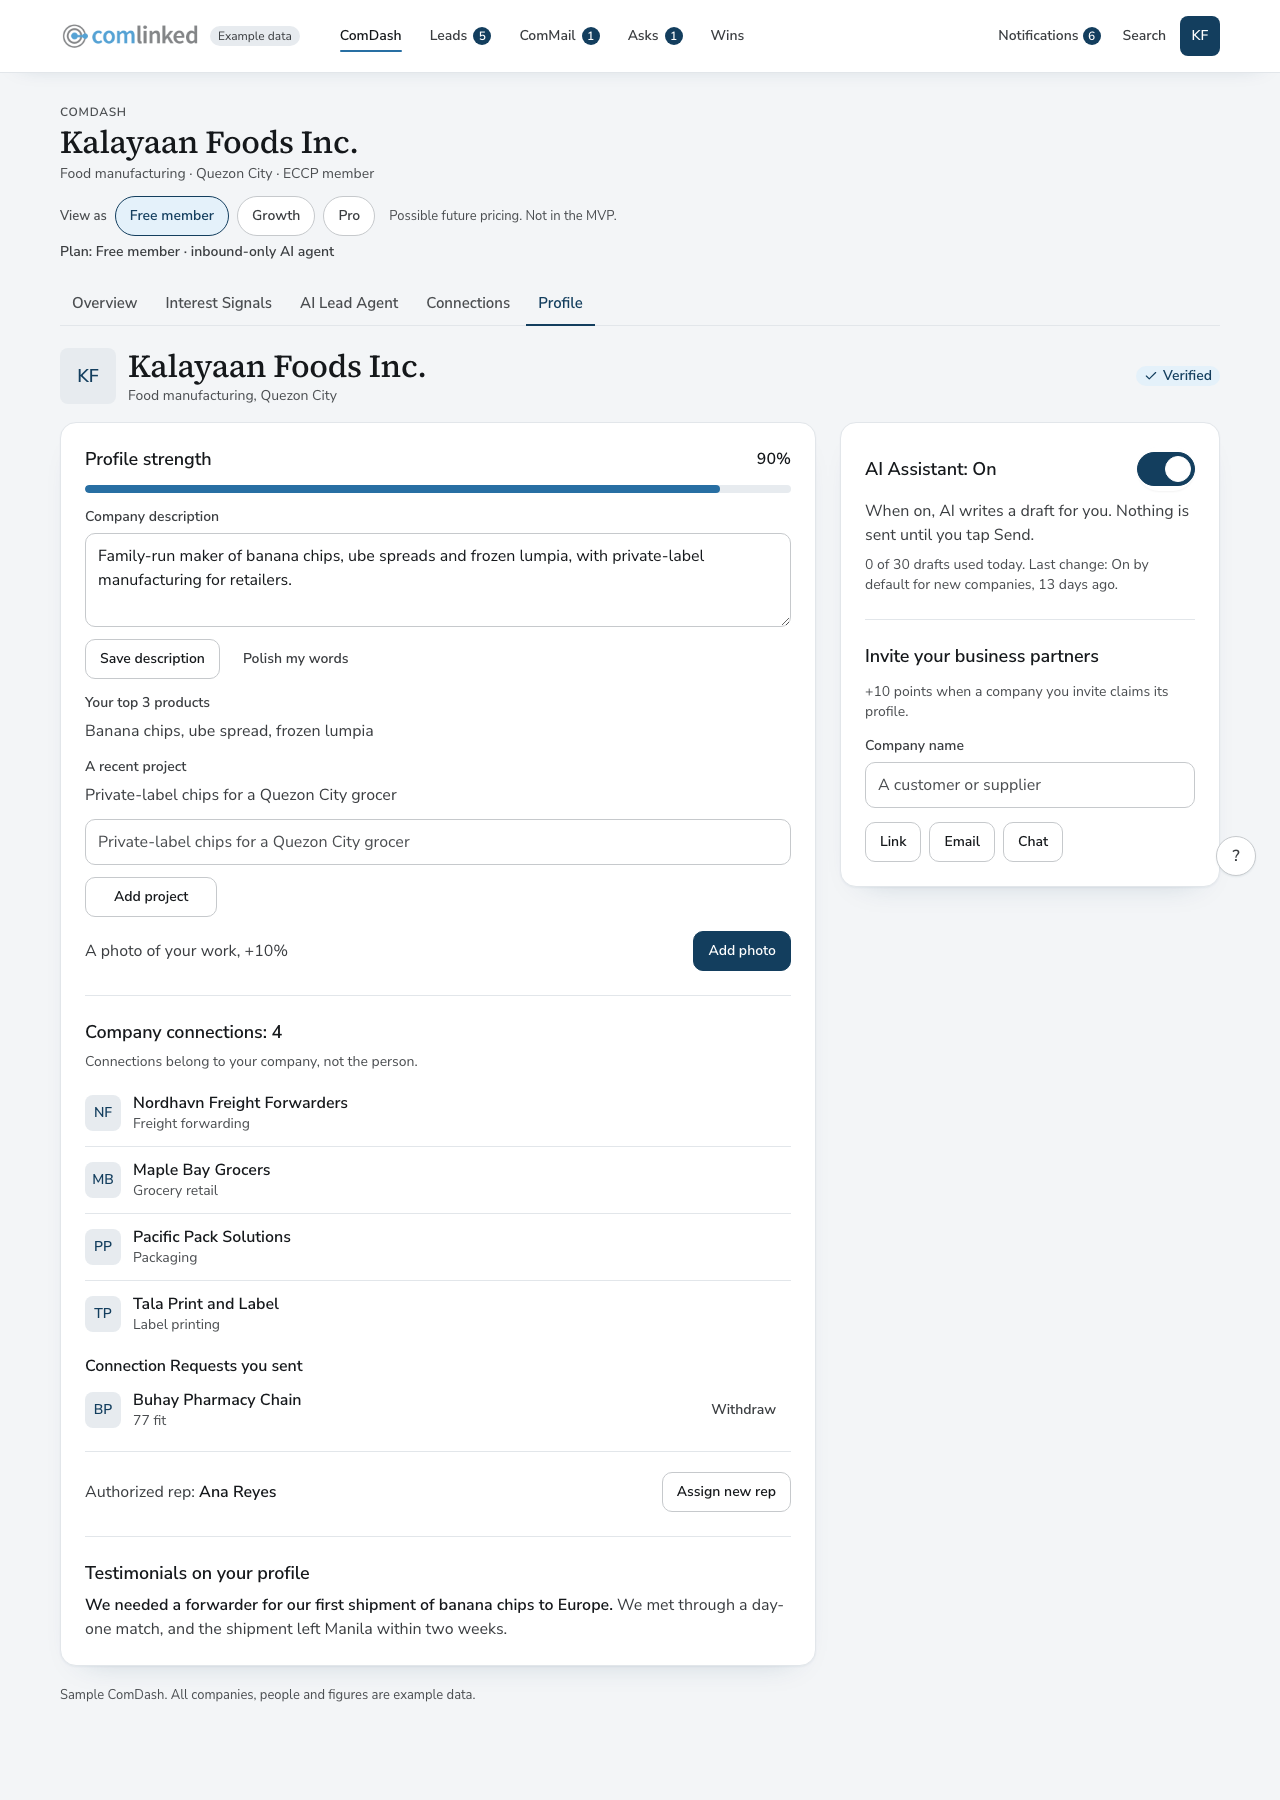 comlinked
Example data
ComDash
Leads 5
ComMail 1
Asks 1
Wins
Notifications 6
Search
KF
COMDASH
Kalayaan Foods Inc.
Food manufacturing · Quezon City · ECCP member
View as
Free member
Growth
Pro
Possible future pricing. Not in the MVP.
Plan: Free member · inbound-only AI agent
Overview
Interest Signals
AI Lead Agent
Connections
Profile
KF
Kalayaan Foods Inc.
Food manufacturing, Quezon City
Verified
Profile strength
90%
Company description
Family-run maker of banana chips, ube spreads and frozen lumpia, with private-label
manufacturing for retailers.
Save description
Polish my words
Your top 3 products
Banana chips, ube spread, frozen lumpia
A recent project
Private-label chips for a Quezon City grocer
Private-label chips for a Quezon City grocer
Add project
A photo of your work, +10%
Add photo
Company connections: 4
Connections belong to your company, not the person.
NF
Nordhavn Freight Forwarders
Freight forwarding
MB
Maple Bay Grocers
Grocery retail
PP
Pacific Pack Solutions
Packaging
TP
Tala Print and Label
Label printing
Connection Requests you sent
BP
Buhay Pharmacy Chain
77 fit
Withdraw
Authorized rep: Ana Reyes
Assign new rep
Testimonials on your profile
We needed a forwarder for our first shipment of banana chips to Europe. We met through a day-
one match, and the shipment left Manila within two weeks.
AI Assistant: On
When on, AI writes a draft for you. Nothing is
sent until you tap Send.
0 of 30 drafts used today. Last change: On by
default for new companies, 13 days ago.
Invite your business partners
+10 points when a company you invite claims its
profile.
Company name
A customer or supplier
Link
Email
Chat
?
Sample ComDash. All companies, people and figures are example data.